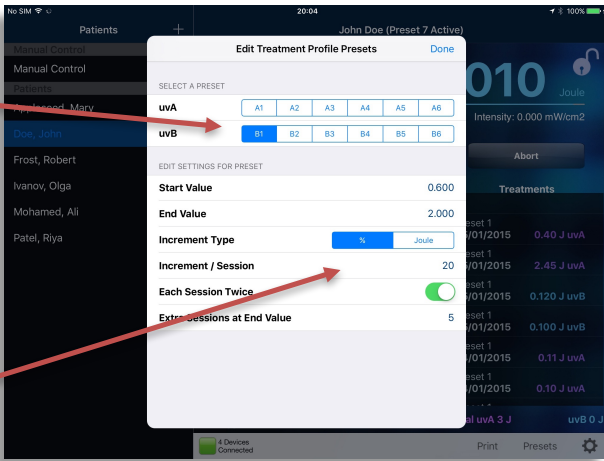 No SIM 20:04 100%
Patients + John Doe (Preset 7 Active)
Manual Control
Manual Control
Patients
Appleseed, Mary
Doe, John
Frost, Robert
Ivanov, Olga
Mohamed, Ali
Patel, Riya
Edit Treatment Profile Presets Done
SELECT A PRESET
uvA A1 A2 A3 A4 A5 A6
uvB B1 B2 B3 B4 B5 B6
EDIT SETTINGS FOR PRESET
Start Value 0.600
End Value 2.000
Increment Type % Joule
Increment / Session 20
Each Session Twice
Extra Sessions at End Value 5
010 Joule
Intensity: 0.000 mW/cm2
Abort
Treatments
eset 1
/01/2015 0.40 J uvA
eset 1
/01/2015 2.45 J uvA
eset 1
/01/2015 0.120 J uvB
eset 1
/01/2015 0.100 J uvB
eset 1
/01/2015 0.11 J uvA
eset 1
/01/2015 0.10 J uvA
al uvA 3 J uvB 0 J
4 Devices
Connected
Print Presets